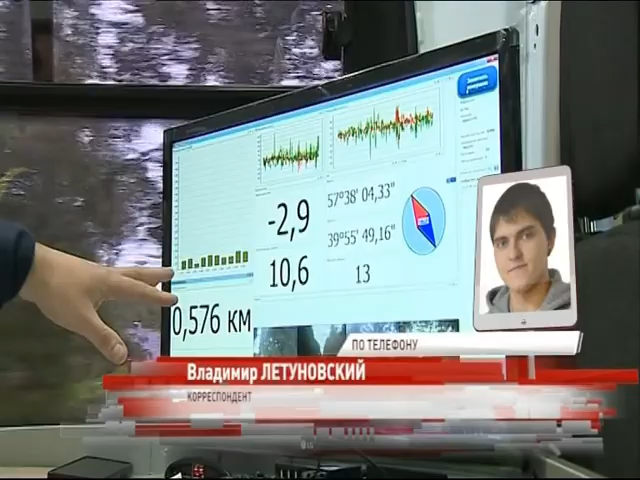 -2,9
57°38' 04,33"
39°55' 49,16"
10,6
13
0,576 км
ПО ТЕЛЕФОНУ
Владимир ЛЕТУНОВСКИЙ
КОРРЕСПОНДЕНТ